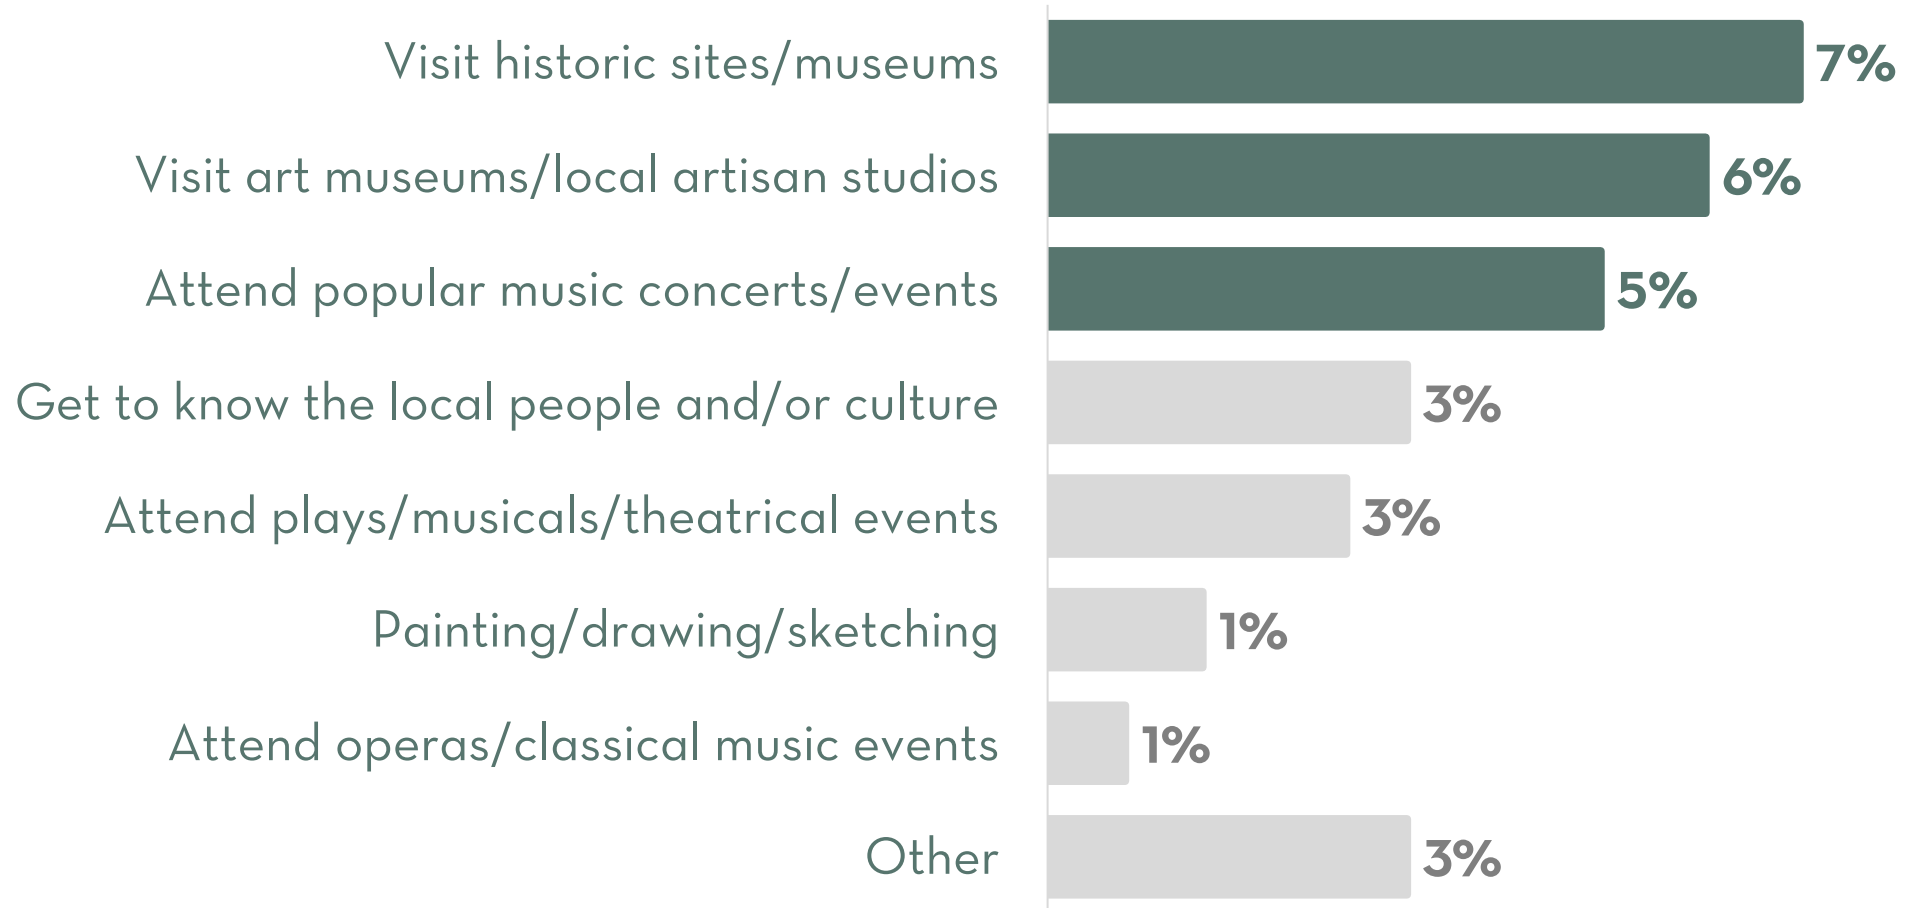 Visit historic sites/museums 7%
Visit art museums/local artisan studios 6%
Attend popular music concerts/events 5%
Get to know the local people and/or culture 3%
Attend plays/musicals/theatrical events 3%
Painting/drawing/sketching 1%
Attend operas/classical music events 1%
Other 3%